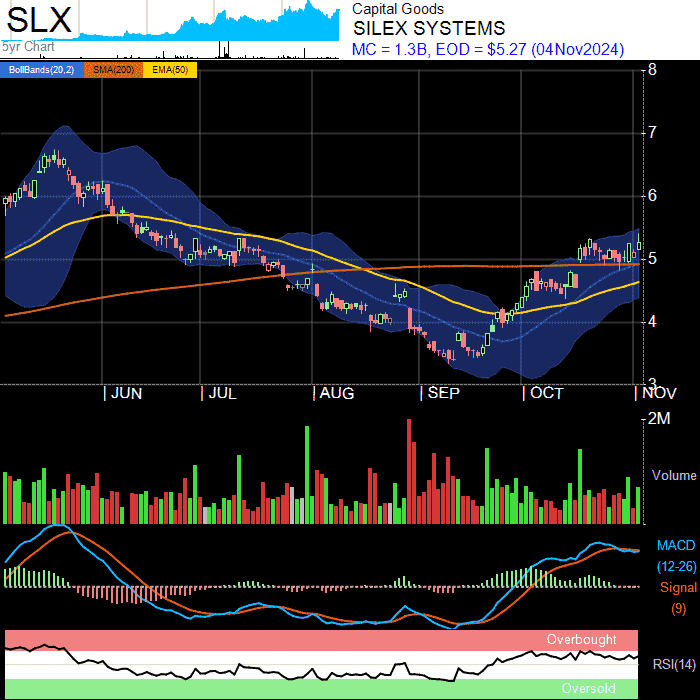 SLX
5yr Chart
Capital Goods
SILEX SYSTEMS
MC = 1.3B, EOD = $5.27 (04Nov2024)
BollBands(20,2) SMA(200) EMA(50)
8
7
6
5
4
3
JUN JUL AUG SEP OCT NOV
2M
Volume
MACD
(12-26)
Signal
(9)
Overbought
RSI(14)
Oversold